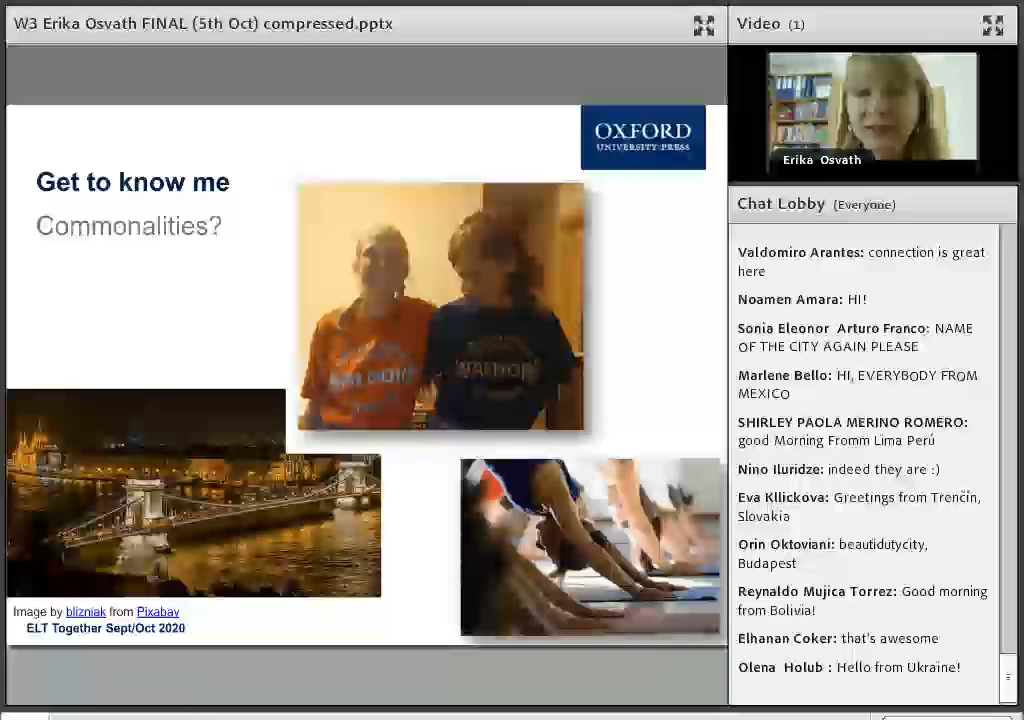 W3 Erika Osvath FINAL (5th Oct) compressed.pptx
OXFORD
UNIVERSITY PRESS
Get to know me
Commonalities?
Image by blizniak from Pixabay
ELT Together Sept/Oct 2020
Video (1)
Erika Osvath
Chat Lobby (Everyone)
Valdomiro Arantes: connection is great
here
Noamen Amara: HI!
Sonia Eleonor Arturo Franco: NAME
OF THE CITY AGAIN PLEASE
Marlene Bello: HI, EVERYBODY FROM
MEXICO
SHIRLEY PAOLA MERINO ROMERO:
good Morning Fromm Lima Perú
Nino Iluridze: indeed they are :)
Eva Kllickova: Greetings from Trencín,
Slovakia
Orin Oktoviani: beautidutycity,
Budapest
Reynaldo Mujica Torrez: Good morning
from Bolivia!
Elhanan Coker: that's awesome
Olena Holub : Hello from Ukraine!